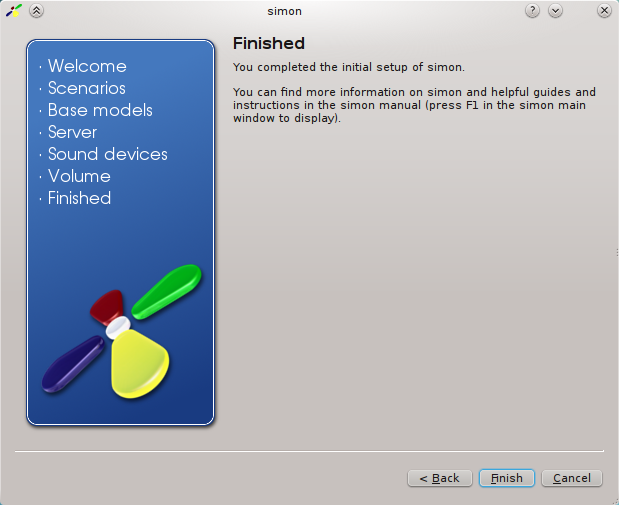 simon
· Welcome
· Scenarios
· Base models
· Server
· Sound devices
· Volume
· Finished
Finished
You completed the initial setup of simon.
You can find more information on simon and helpful guides and
instructions in the simon manual (press F1 in the simon main
window to display).
< Back
Finish
Cancel